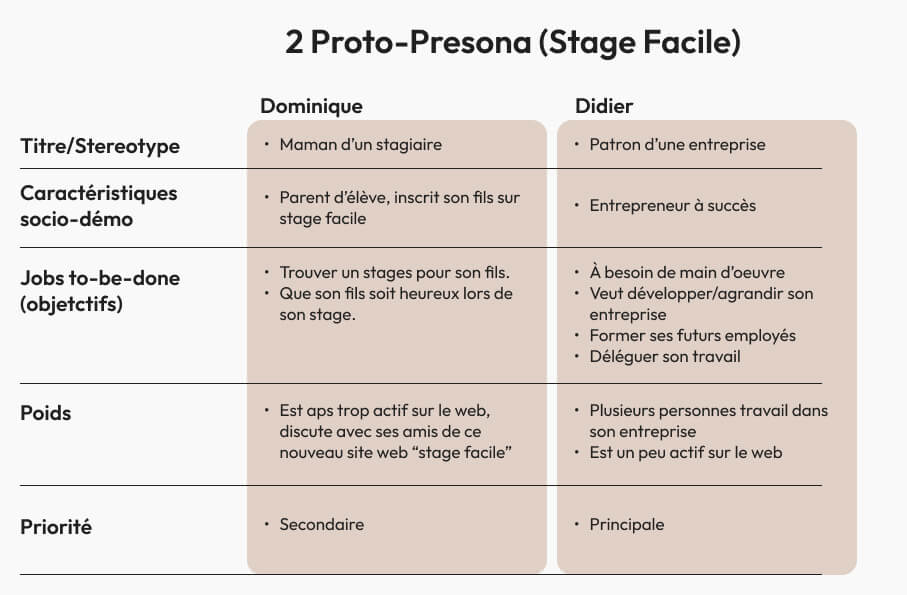 2 Proto-Presona (Stage Facile)
Dominique
Didier
Titre/Stereotype
• Maman d'un stagiaire
• Patron d'une entreprise
Caractéristiques
socio-démo
• Parent d'élève, inscrit son fils sur
stage facile
• Entrepreneur à succès
Jobs to-be-done
(objetctifs)
• Trouver un stages pour son fils.
• Que son fils soit heureux lors de
son stage.
• À besoin de main d'oeuvre
• Veut développer/agrandir son
entreprise
• Former ses futurs employés
• Déléguer son travail
Poids
• Est aps trop actif sur le web,
discute avec ses amis de ce
nouveau site web “stage facile”
• Plusieurs personnes travail dans
son entreprise
• Est un peu actif sur le web
Priorité
• Secondaire
• Principale